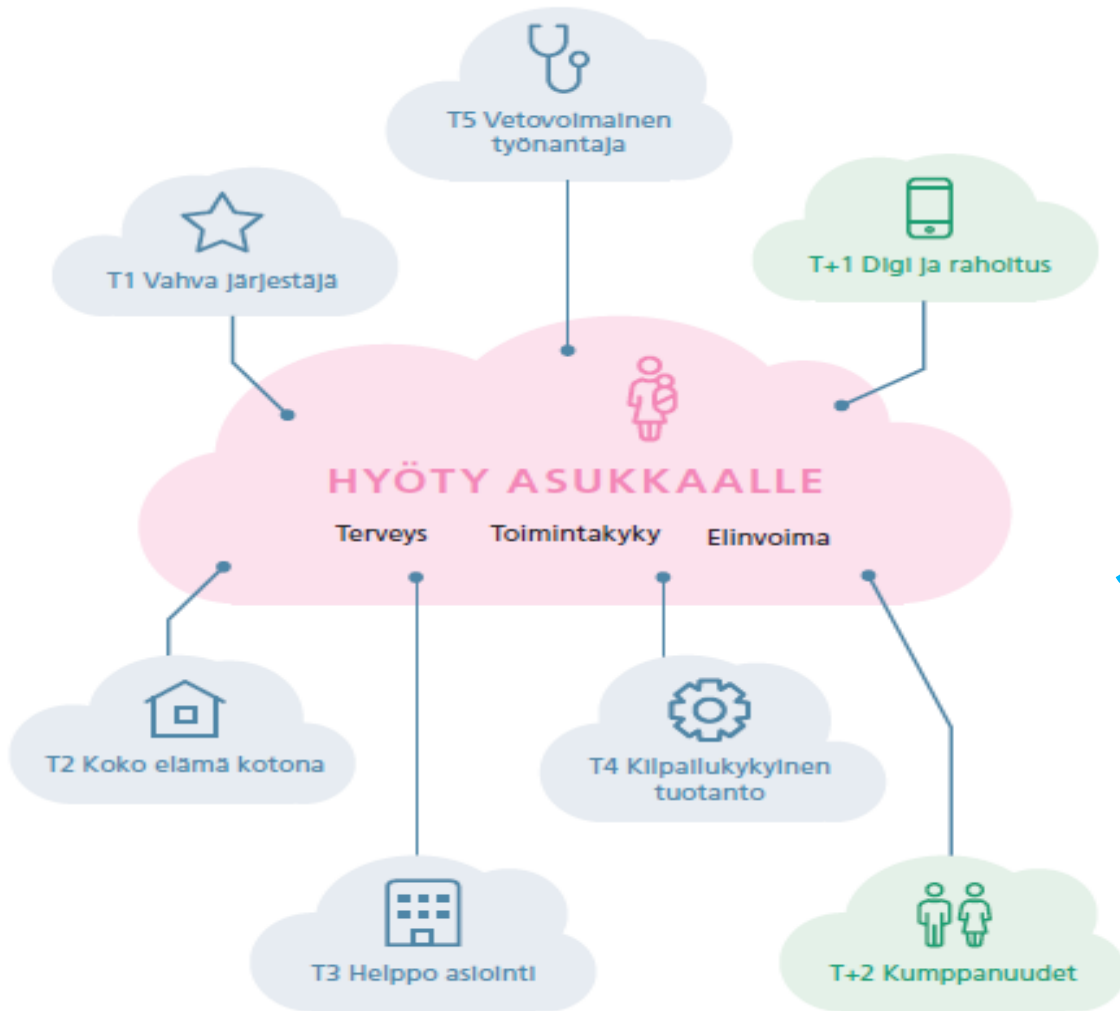 T5 Vetovoimainen
työnantaja
T1 Vahva järjestäjä
T+1 Digi ja rahoitus
HYÖTY ASUKKAALLE
Terveys Toimintakyky Elinvoima
T2 Koko elämä kotona
T4 Kilpailukykyinen
tuotanto
T3 Helppo asiointi
T+2 Kumppanuudet